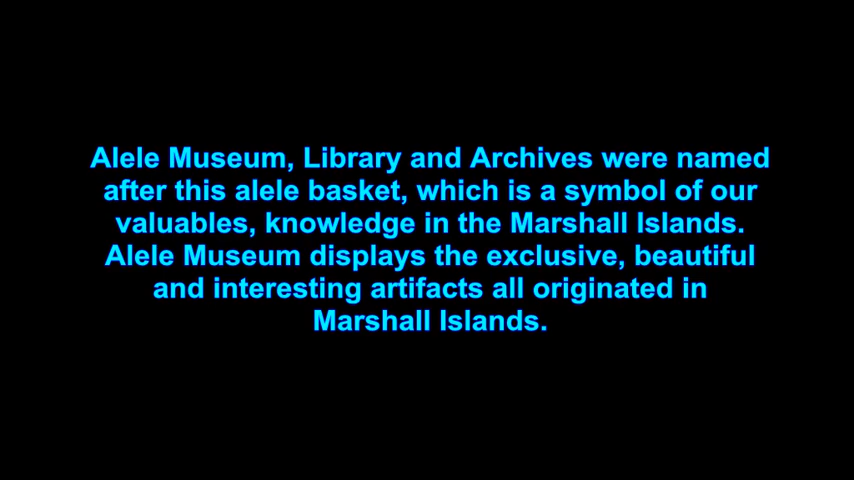 Alele Museum, Library and Archives were named
after this alele basket, which is a symbol of our
valuables, knowledge in the Marshall Islands.
Alele Museum displays the exclusive, beautiful
and interesting artifacts all originated in
Marshall Islands.